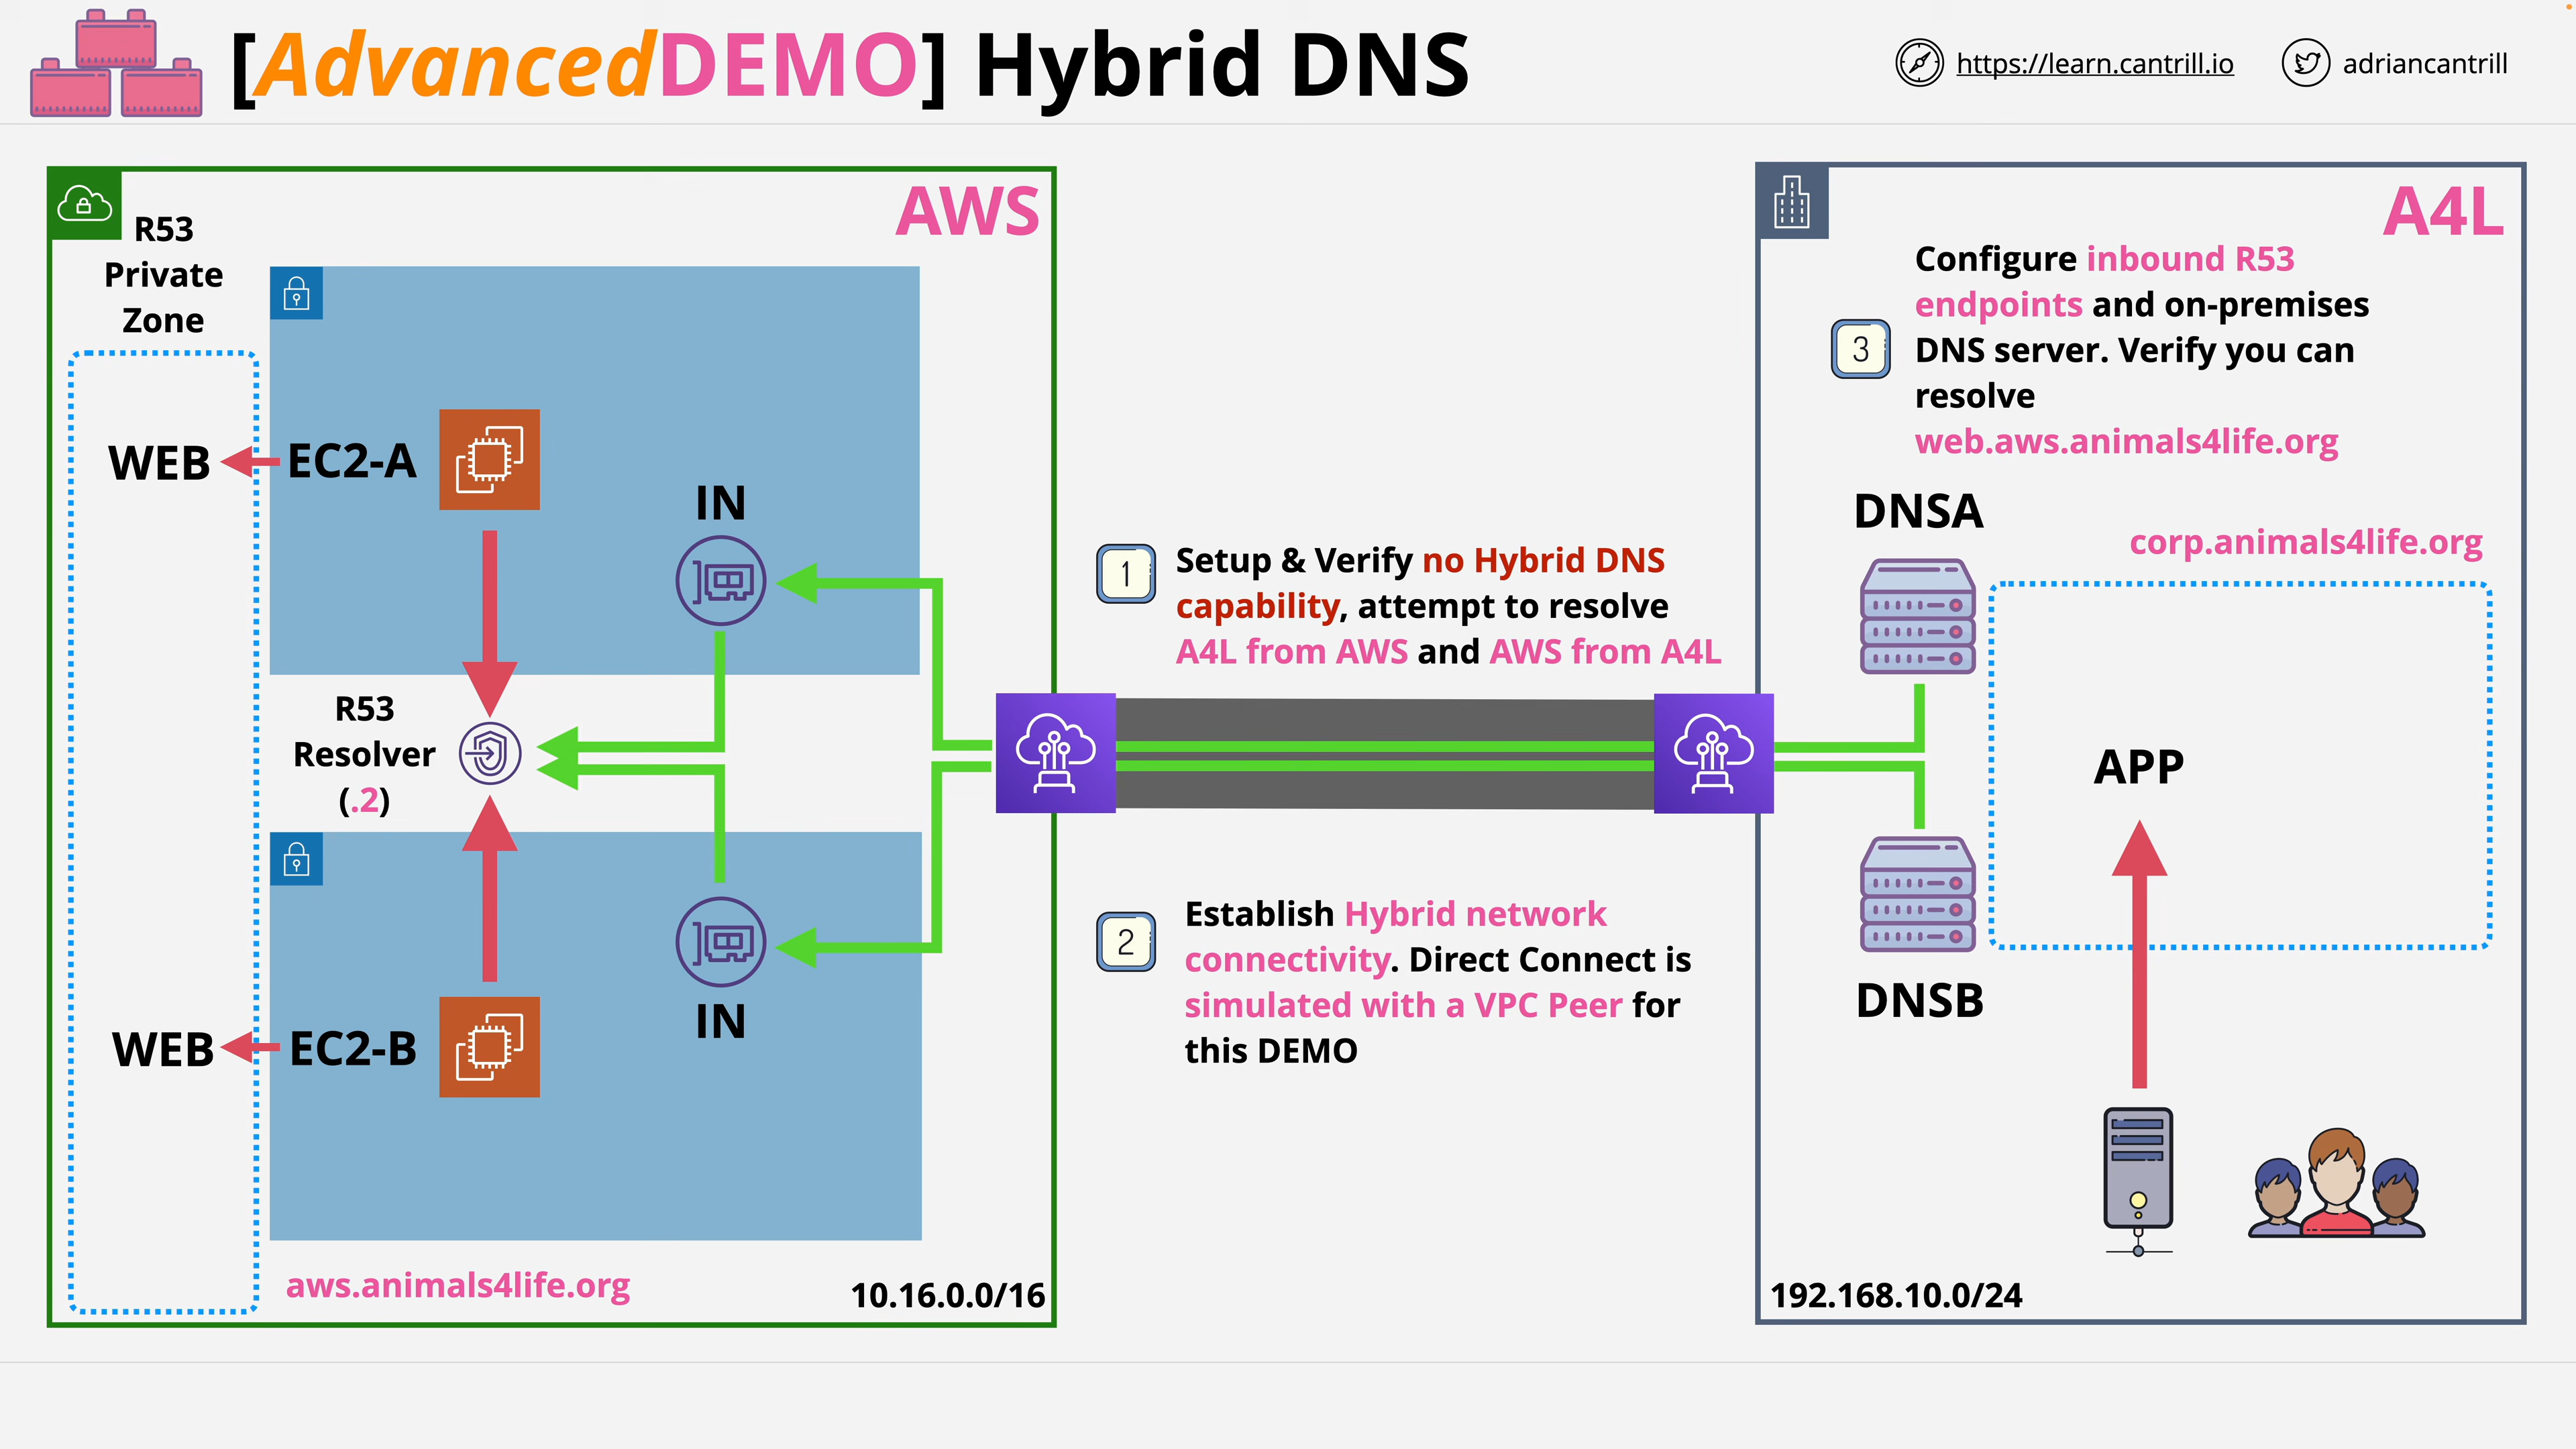 [AdvancedDEMO] Hybrid DNS
https://learn.cantrill.io
adriancantrill
AWS
R53
Private
Zone
WEB
EC2-A
IN
R53
Resolver
(.2)
WEB
EC2-B
IN
aws.animals4life.org
10.16.0.0/16
1
Setup & Verify no Hybrid DNS
capability, attempt to resolve
A4L from AWS and AWS from A4L
2
Establish Hybrid network
connectivity. Direct Connect is
simulated with a VPC Peer for
this DEMO
A4L
3
Configure inbound R53
endpoints and on-premises
DNS server. Verify you can
resolve
web.aws.animals4life.org
DNSA
corp.animals4life.org
APP
DNSB
192.168.10.0/24